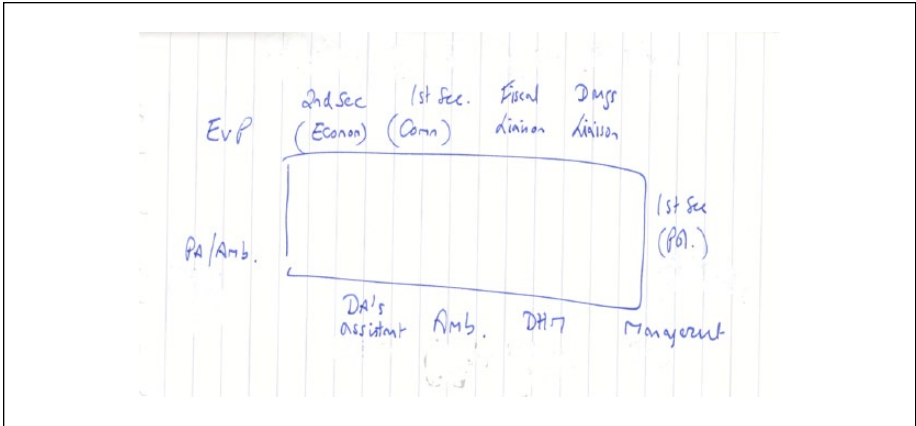 2nd Sec 1st Sec. Fiscal Drugs
EvP (Econom) (Comm) Liaison Liaison
1st Sec
(Pol.)
PA/Amb.
DA's
assistant Amb. DHM Management